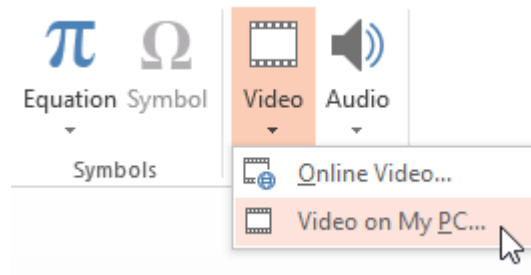 π Ω
Equation Symbol Video Audio
Symbols
Online Video...
Video on My PC...